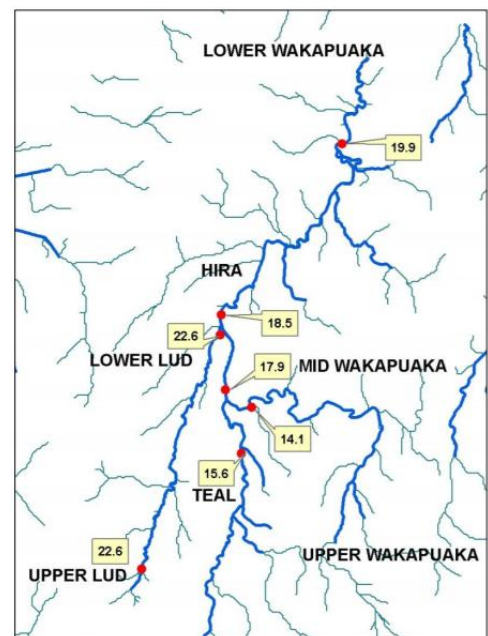 LOWER WAKAPUAKA
19.9
HIRA
18.5
22.6
LOWER LUD
17.9
MID WAKAPUAKA
14.1
15.6
TEAL
22.6
UPPER WAKAPUAKA
UPPER LUD